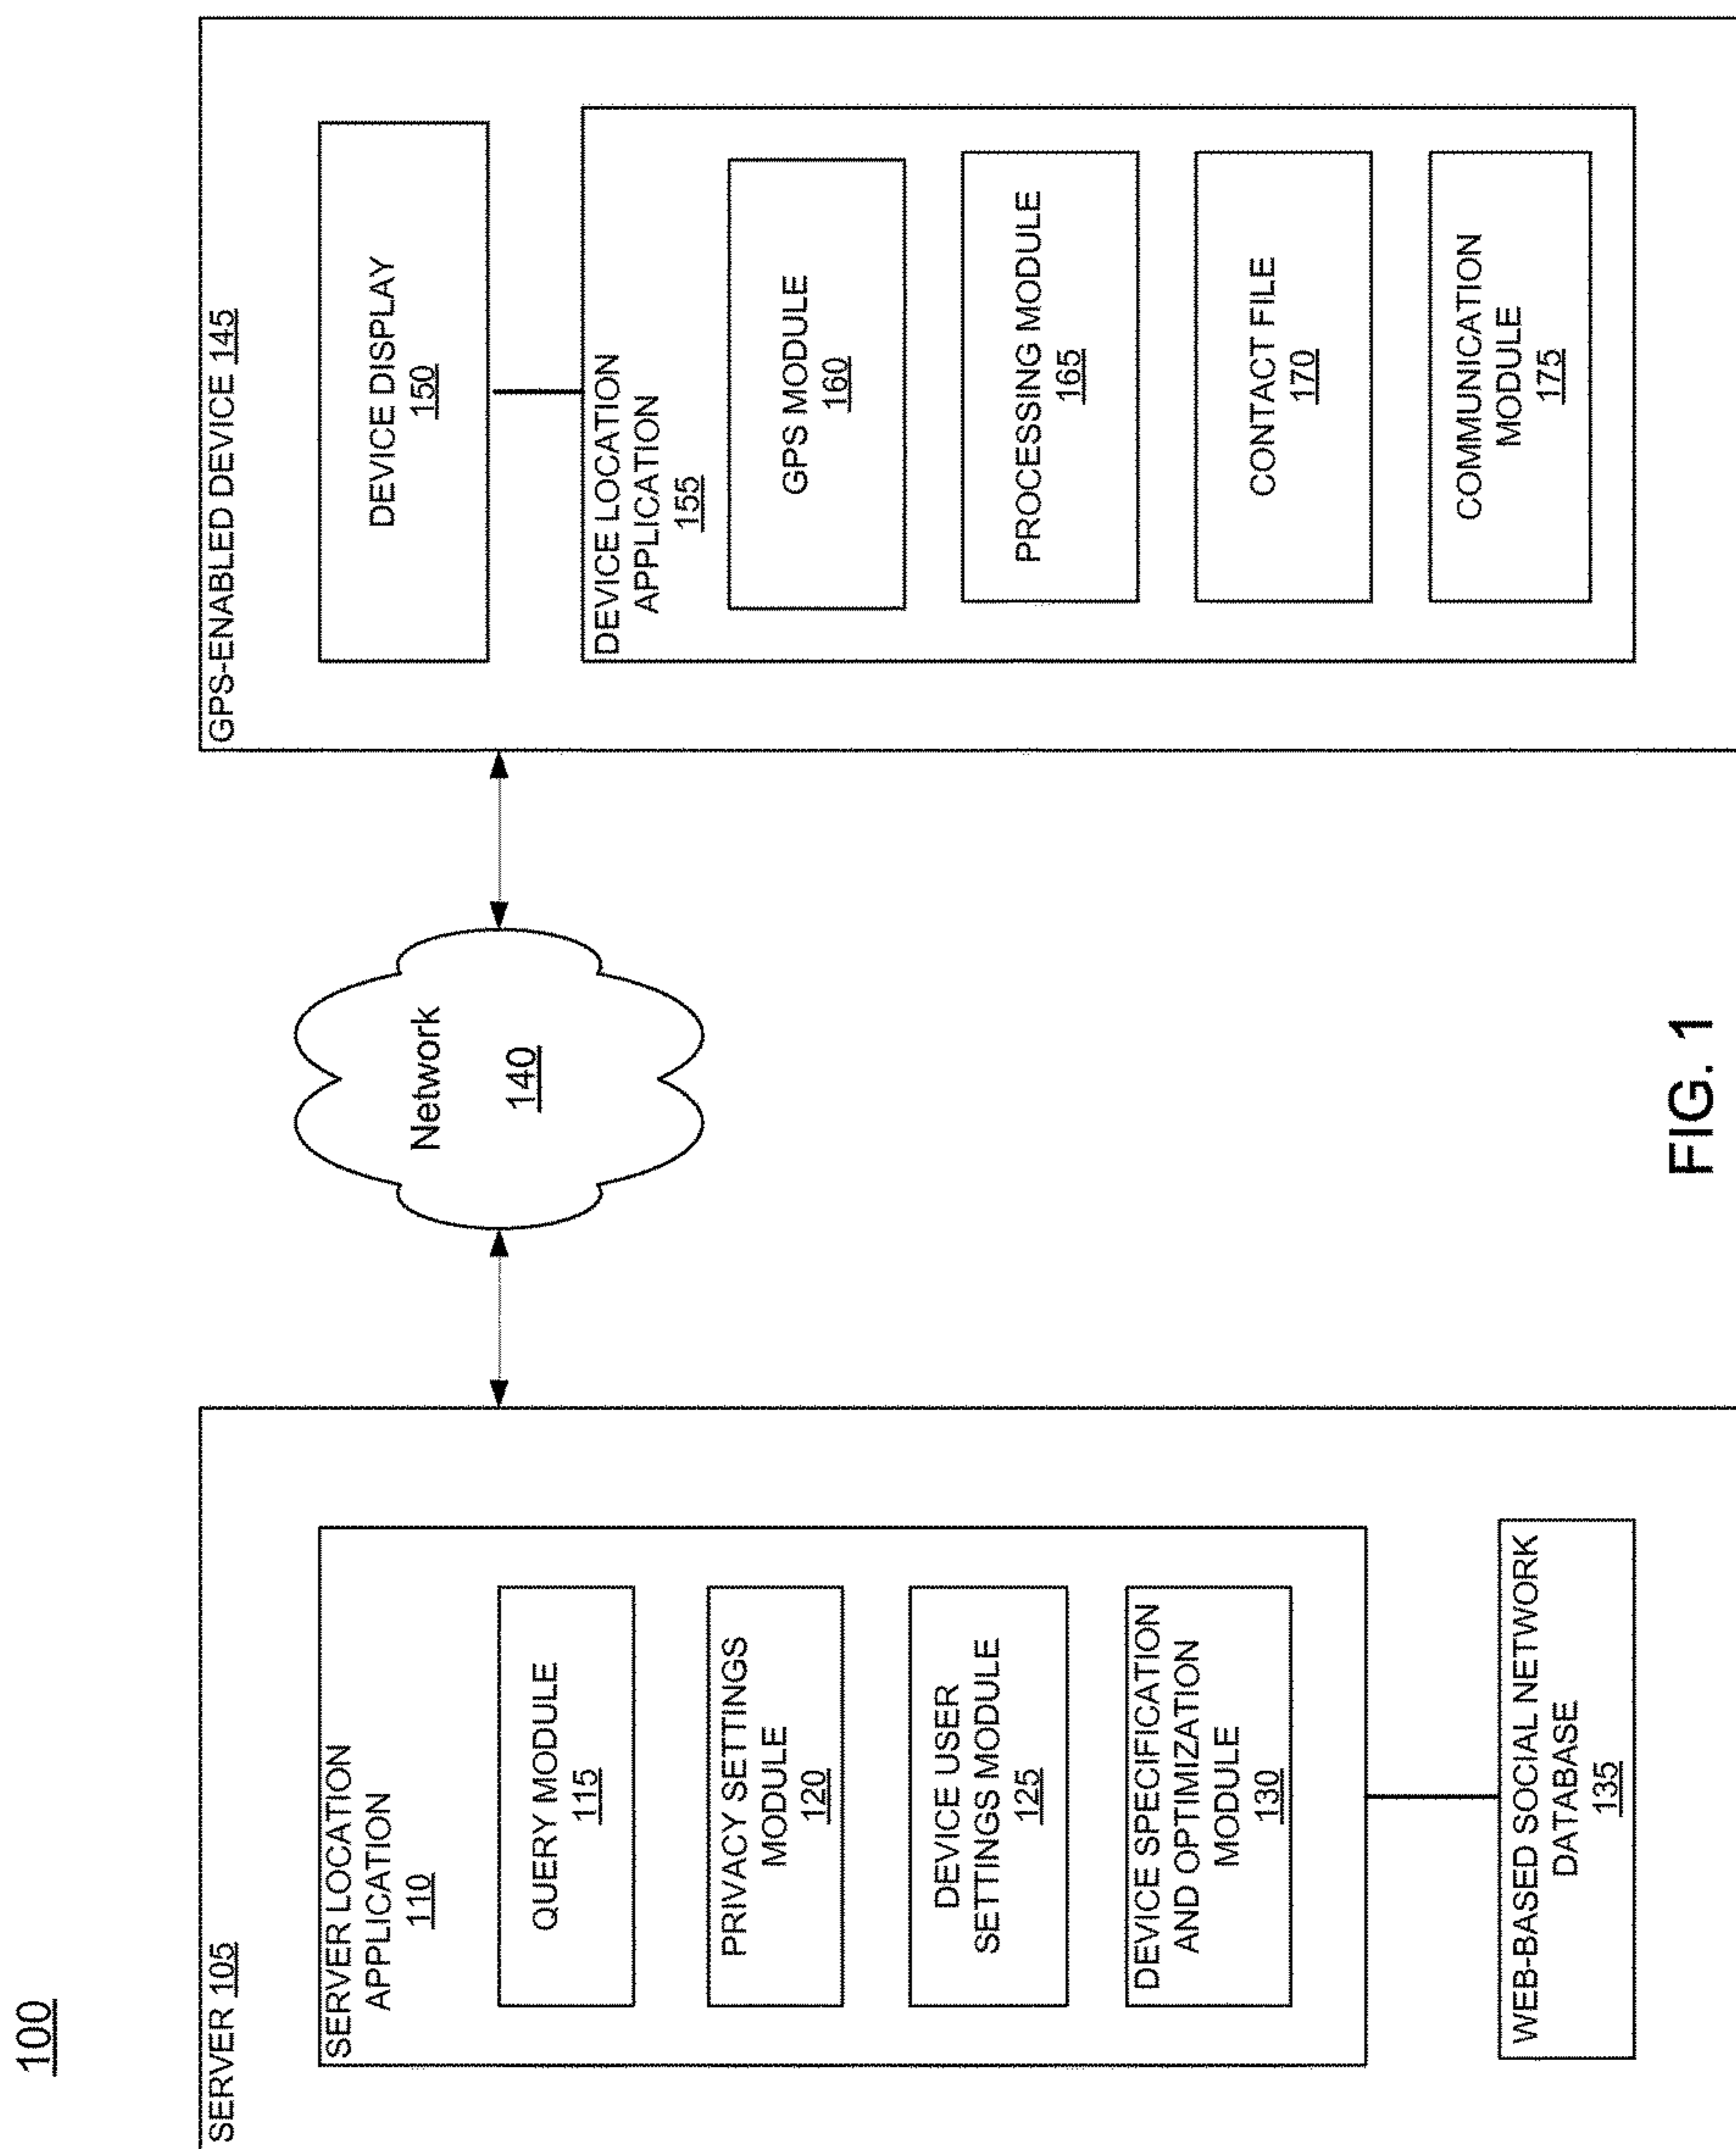 100
SERVER 105
SERVER LOCATION
APPLICATION
110
QUERY MODULE
115
PRIVACY SETTINGS
MODULE
120
DEVICE USER
SETTINGS MODULE
125
DEVICE SPECIFICATION
AND OPTIMIZATION
MODULE
130
WEB-BASED SOCIAL NETWORK
DATABASE
135
Network
140
GPS-ENABLED DEVICE 145
DEVICE DISPLAY
150
DEVICE LOCATION
APPLICATION
155
GPS MODULE
160
PROCESSING MODULE
165
CONTACT FILE
170
COMMUNICATION
MODULE
175
FIG. 1